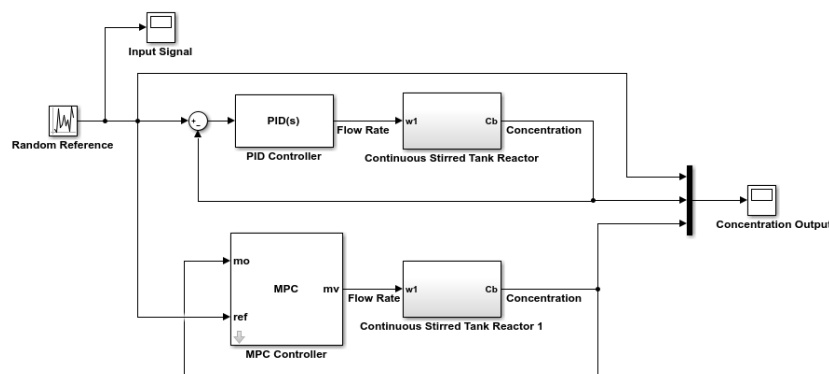 Input Signal
Random Reference
+
−
PID(s)
PID Controller
Flow Rate
w1
Cb
Continuous Stirred Tank Reactor
Concentration
Concentration Output
mo
ref
MPC
mv
MPC Controller
Flow Rate
w1
Cb
Continuous Stirred Tank Reactor 1
Concentration